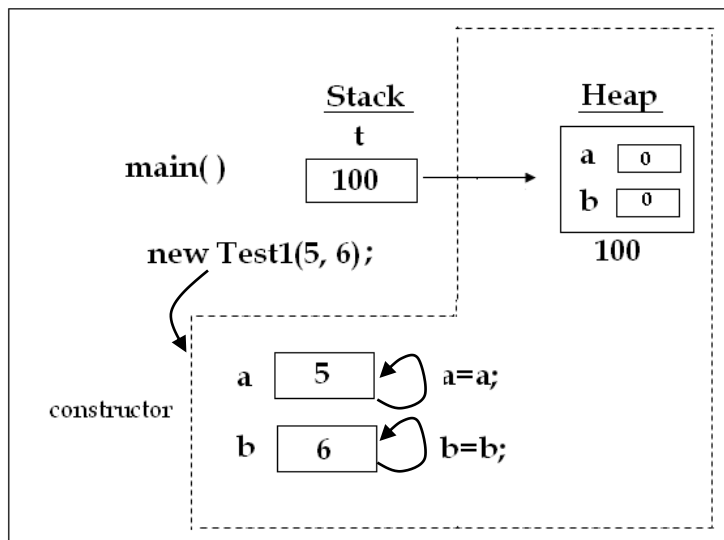 Stack
Heap
t
main( )
100
a 0
b 0
100
new Test1(5, 6);
constructor
a 5 a=a;
b 6 b=b;